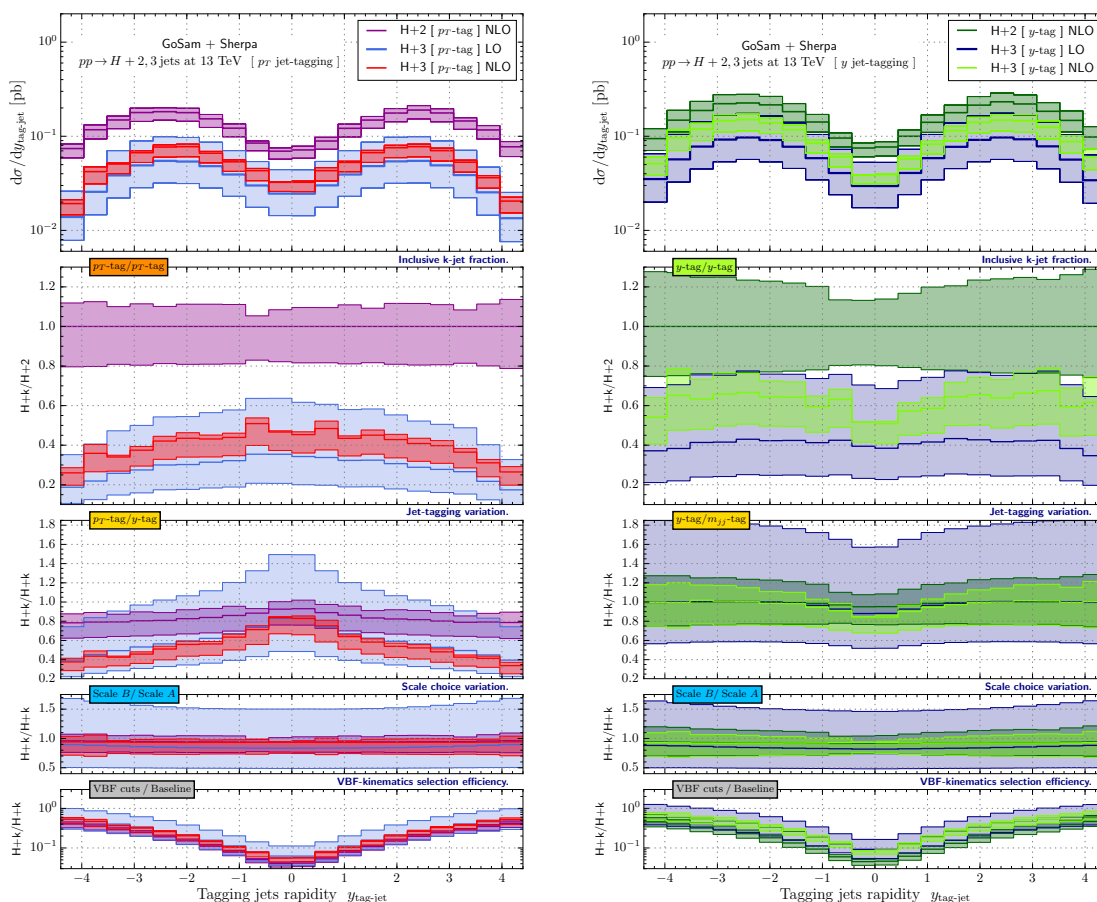 GoSam + Sherpa
pp → H + 2, 3 jets at 13 TeV [ pT jet-tagging ]
H+2 [ pT-tag ] NLO
H+3 [ pT-tag ] LO
H+3 [ pT-tag ] NLO
dσ/dy_tag-jet [pb]
10^0
10^−1
10^−2
Inclusive k-jet fraction.
pT-tag/pT-tag
H+k/H+2
1.2
1.0
0.8
0.6
0.4
0.2
Jet-tagging variation.
pT-tag/y-tag
H+k/H+k
1.8
1.6
1.4
1.2
1.0
0.8
0.6
0.4
0.2
Scale choice variation.
Scale B/ Scale A
H+k/H+k
1.5
1.0
0.5
VBF-kinematics selection efficiency.
VBF cuts / Baseline
H+k/H+k
10^0
10^−1
−4 −3 −2 −1 0 1 2 3 4
Tagging jets rapidity y_tag-jet
GoSam + Sherpa
pp → H + 2, 3 jets at 13 TeV [ y jet-tagging ]
H+2 [ y-tag ] NLO
H+3 [ y-tag ] LO
H+3 [ y-tag ] NLO
dσ/dy_tag-jet [pb]
10^0
10^−1
10^−2
Inclusive k-jet fraction.
y-tag/y-tag
H+k/H+2
1.2
1.0
0.8
0.6
0.4
0.2
Jet-tagging variation.
y-tag/mjj-tag
H+k/H+k
1.8
1.6
1.4
1.2
1.0
0.8
0.6
0.4
0.2
Scale choice variation.
Scale B/ Scale A
H+k/H+k
1.5
1.0
0.5
VBF-kinematics selection efficiency.
VBF cuts / Baseline
H+k/H+k
10^0
10^−1
−4 −3 −2 −1 0 1 2 3 4
Tagging jets rapidity y_tag-jet